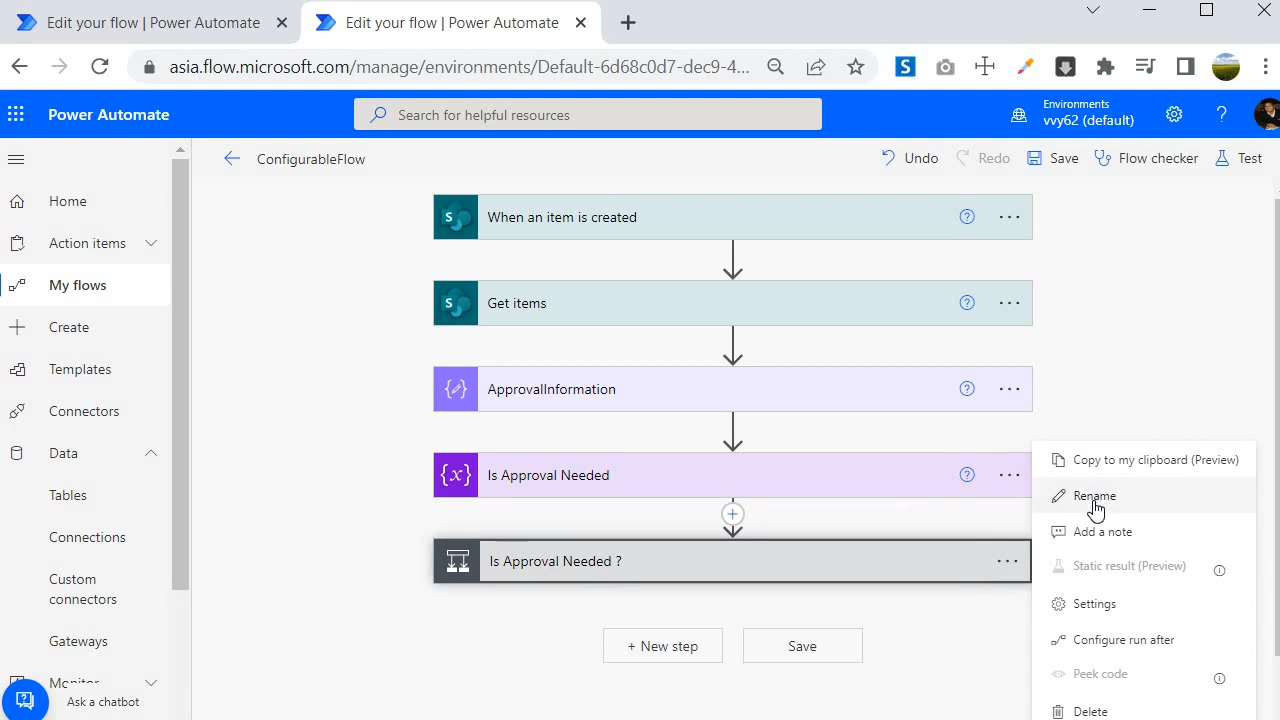 Edit your flow | Power Automate
Edit your flow | Power Automate
asia.flow.microsoft.com/manage/environments/Default-6d68c0d7-dec9-4...
S
Power Automate
Search for helpful resources
Environments
vvy62 (default)
?
ConfigurableFlow
Undo
Redo
Save
Flow checker
Test
Home
Action items
My flows
Create
Templates
Connectors
Data
Tables
Connections
Custom
connectors
Gateways
Monitor
Ask a chatbot
S
When an item is created
?
S
Get items
?
ApprovalInformation
?
{x}
Is Approval Needed
?
Is Approval Needed ?
+ New step
Save
Copy to my clipboard (Preview)
Rename
Add a note
Static result (Preview)
Settings
Configure run after
Peek code
Delete